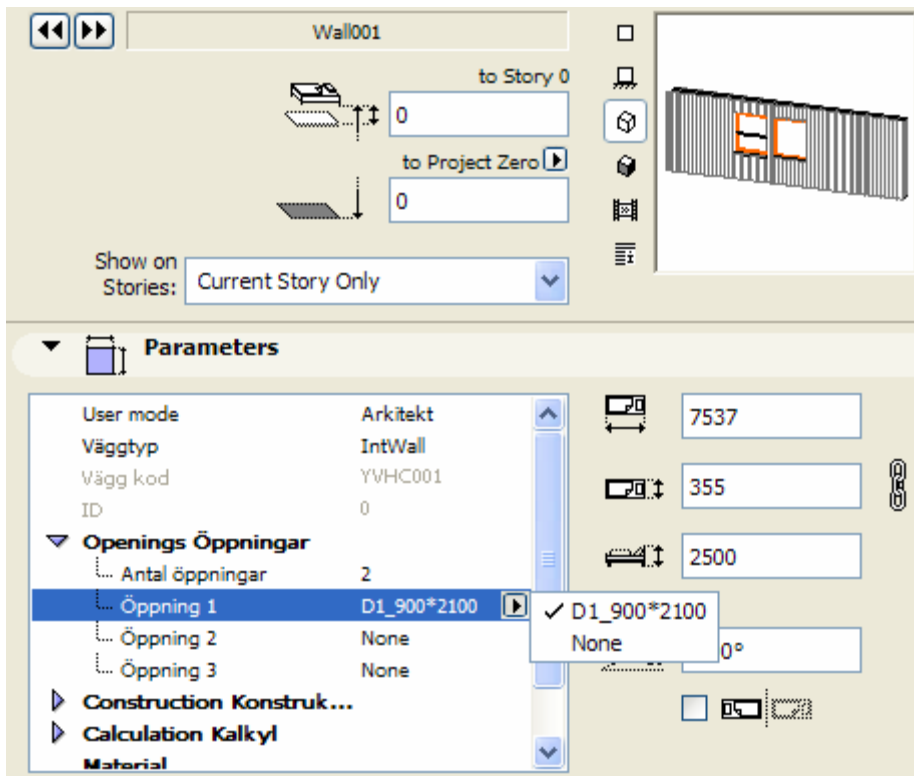 Wall001
to Story 0
0
to Project Zero
0
Show on
Stories:
Current Story Only
Parameters
User mode Arkitekt
Väggtyp IntWall
Vägg kod YVHC001
ID 0
Openings Öppningar
Antal öppningar 2
Öppning 1 D1_900*2100
Öppning 2 None
Öppning 3 None
Construction Konstruk...
Calculation Kalkyl
Material
7537
355
2500
D1_900*2100
None
0°